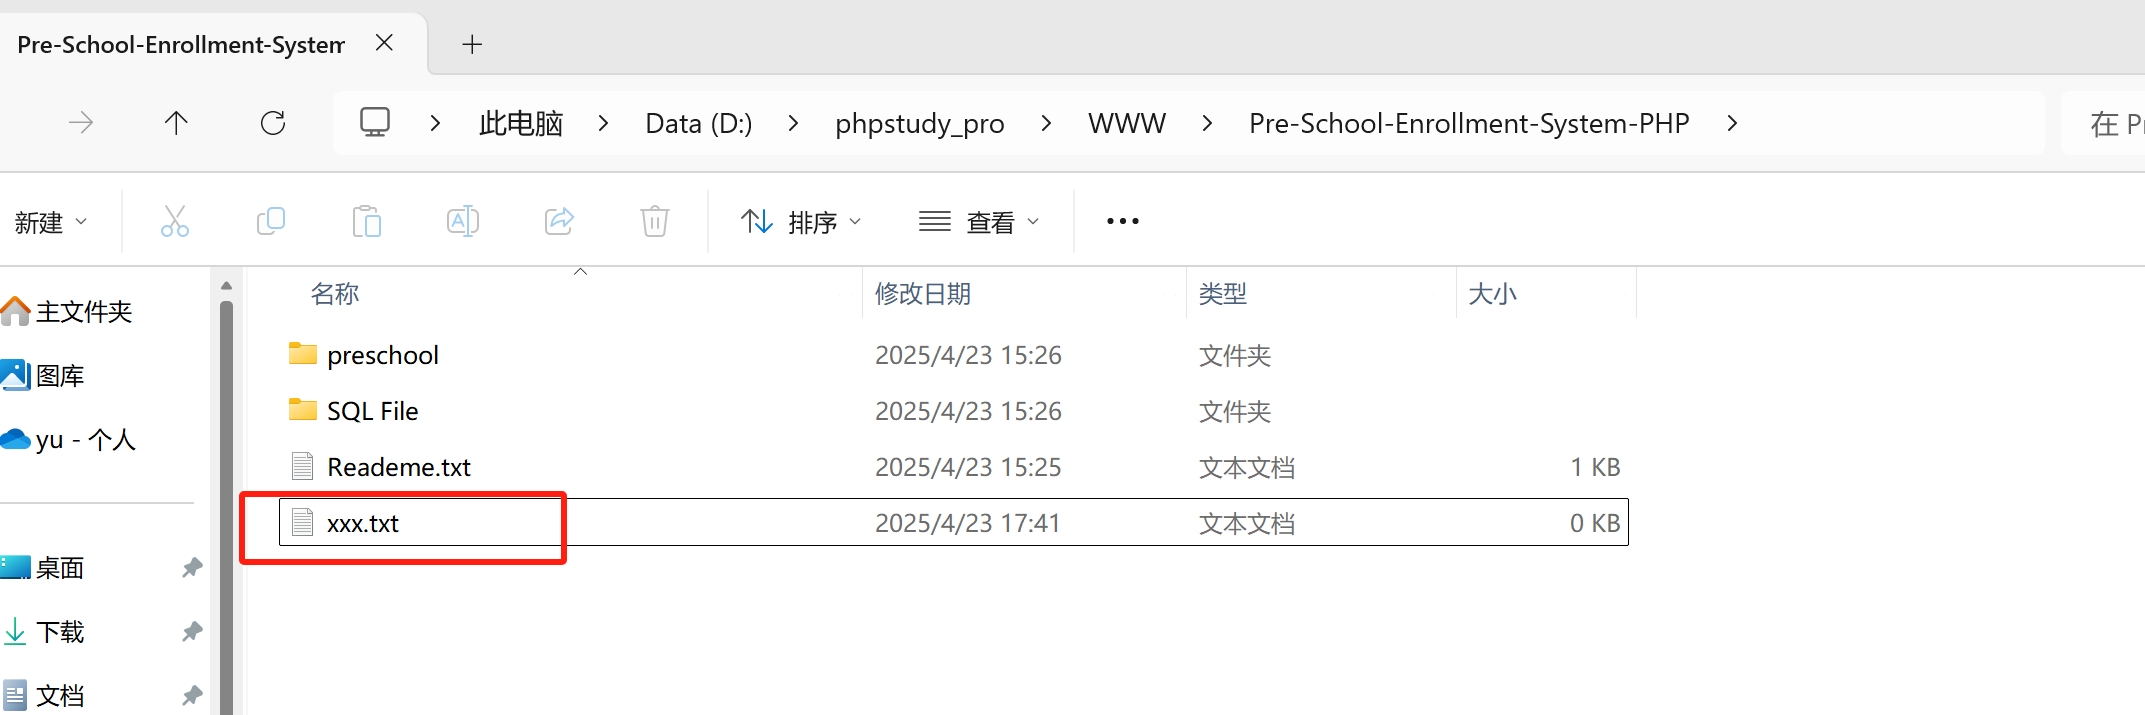 Pre-School-Enrollment-System
此电脑 Data (D:) phpstudy_pro WWW Pre-School-Enrollment-System-PHP 在 Pr
新建 排序 查看
名称 修改日期 类型 大小
主文件夹
图库
yu - 个人
桌面
下载
文档
preschool 2025/4/23 15:26 文件夹
SQL File 2025/4/23 15:26 文件夹
Reademe.txt 2025/4/23 15:25 文本文档 1 KB
xxx.txt 2025/4/23 17:41 文本文档 0 KB